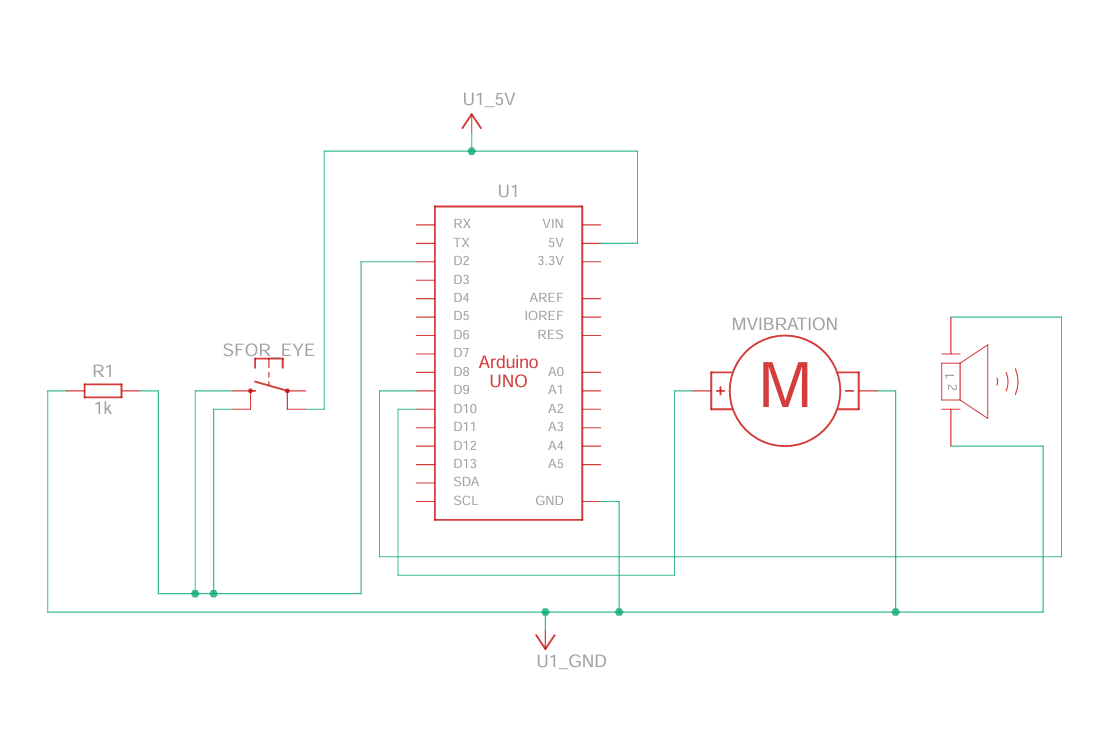 U1_5V
U1
RX
TX
D2
D3
D4
D5
D6
D7
D8
D9
D10
D11
D12
D13
SDA
SCL
VIN
5V
3.3V
AREF
IOREF
RES
A0
A1
A2
A3
A4
A5
GND
Arduino
UNO
SFOR_EYE
R1
1k
MVIBRATION
+
M
-
1
2
U1_GND